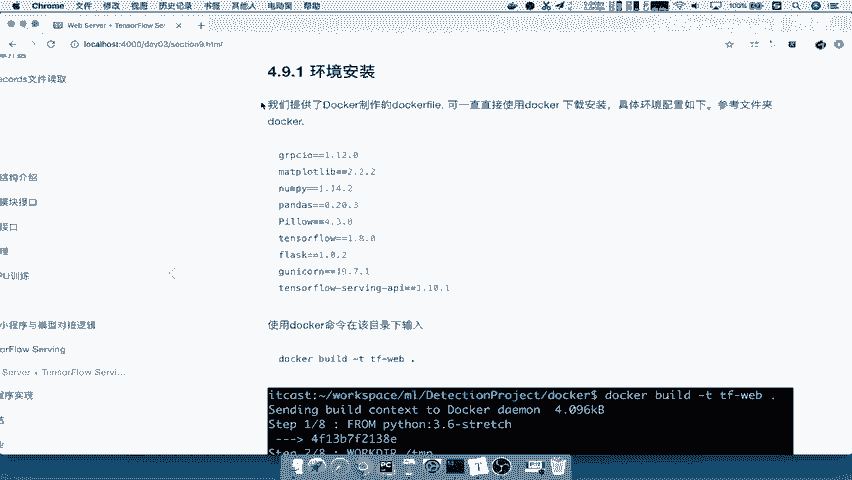 Chrome 文件 修改 视图 历史记录 书签 其他人 电动窗 帮助
100%
Web Server + TensorFlow Ser
localhost:4000/day03/section9.html
ecords文件读取
结构介绍
模块接口
接口
PU训练
小程序与模型对接逻辑
orFlow Serving
Server + TensorFlow Servi...
程序实现
4.9.1 环境安装
我们提供了Docker制作的dockerfile, 可一直直接使用docker 下载安装，具体环境配置如下。参考文件夹
docker.
grpcio==1.12.0
matplotlib==2.2.2
numpy==1.14.2
pandas==0.20.3
Pillow==4.3.0
tensorflow==1.8.0
flask==1.0.2
gunicorn==19.7.1
tensorflow-serving-api==1.10.1
使用docker命令在该目录下输入
docker build -t tf-web .
itcast:~/workspace/ml/DetectionProject/docker$ docker build -t tf-web .
Sending build context to Docker daemon 4.096kB
Step 1/8 : FROM python:3.6-stretch
---> 4f13b7f2138e
Step 2/8 : WORKDIR /tmp